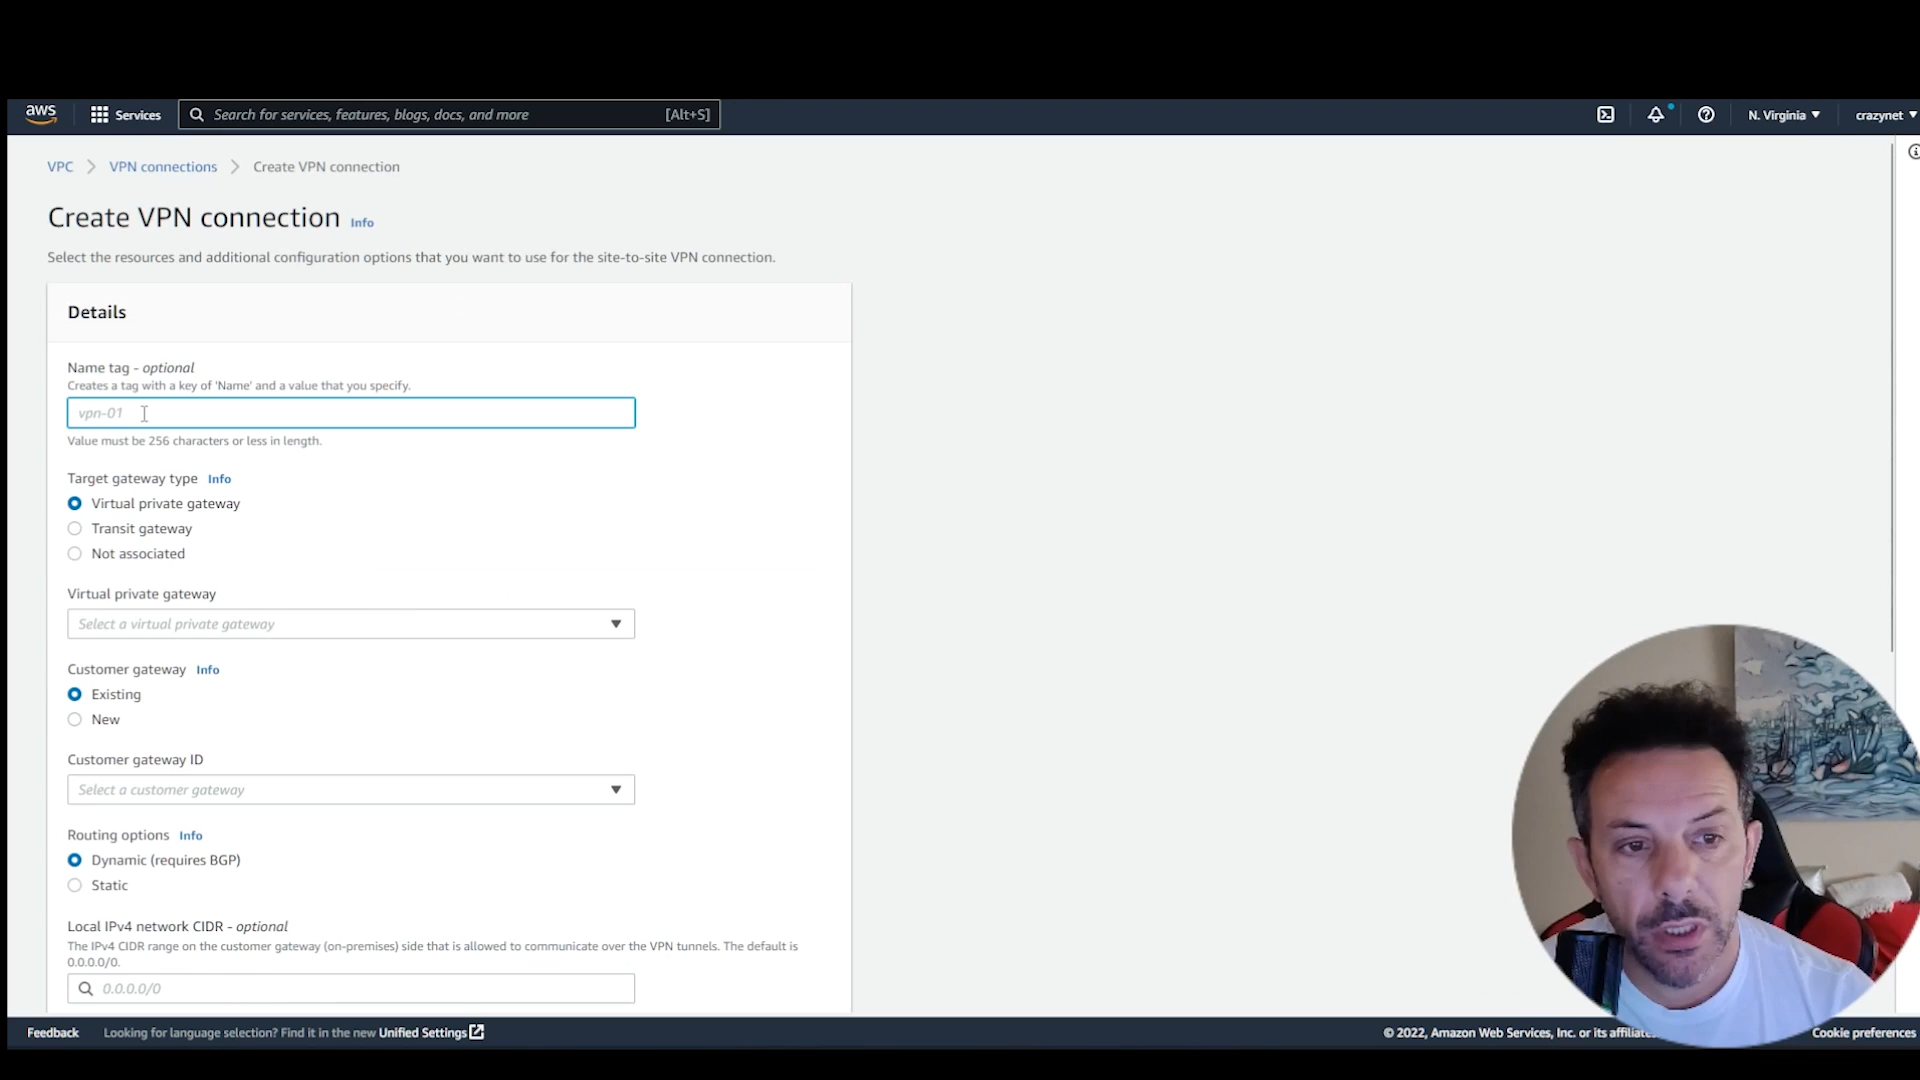 aws
Services
Search for services, features, blogs, docs, and more
[Alt+S]
N. Virginia
crazynet
VPC
VPN connections
Create VPN connection
Create VPN connection Info
Select the resources and additional configuration options that you want to use for the site-to-site VPN connection.
Details
Name tag - optional
Creates a tag with a key of 'Name' and a value that you specify.
vpn-01
Value must be 256 characters or less in length.
Target gateway type Info
Virtual private gateway
Transit gateway
Not associated
Virtual private gateway
Select a virtual private gateway
Customer gateway Info
Existing
New
Customer gateway ID
Select a customer gateway
Routing options Info
Dynamic (requires BGP)
Static
Local IPv4 network CIDR - optional
The IPv4 CIDR range on the customer gateway (on-premises) side that is allowed to communicate over the VPN tunnels. The default is
0.0.0.0/0.
0.0.0.0/0
Feedback
Looking for language selection? Find it in the new Unified Settings
© 2022, Amazon Web Services, Inc. or its affiliate
Cookie preferences